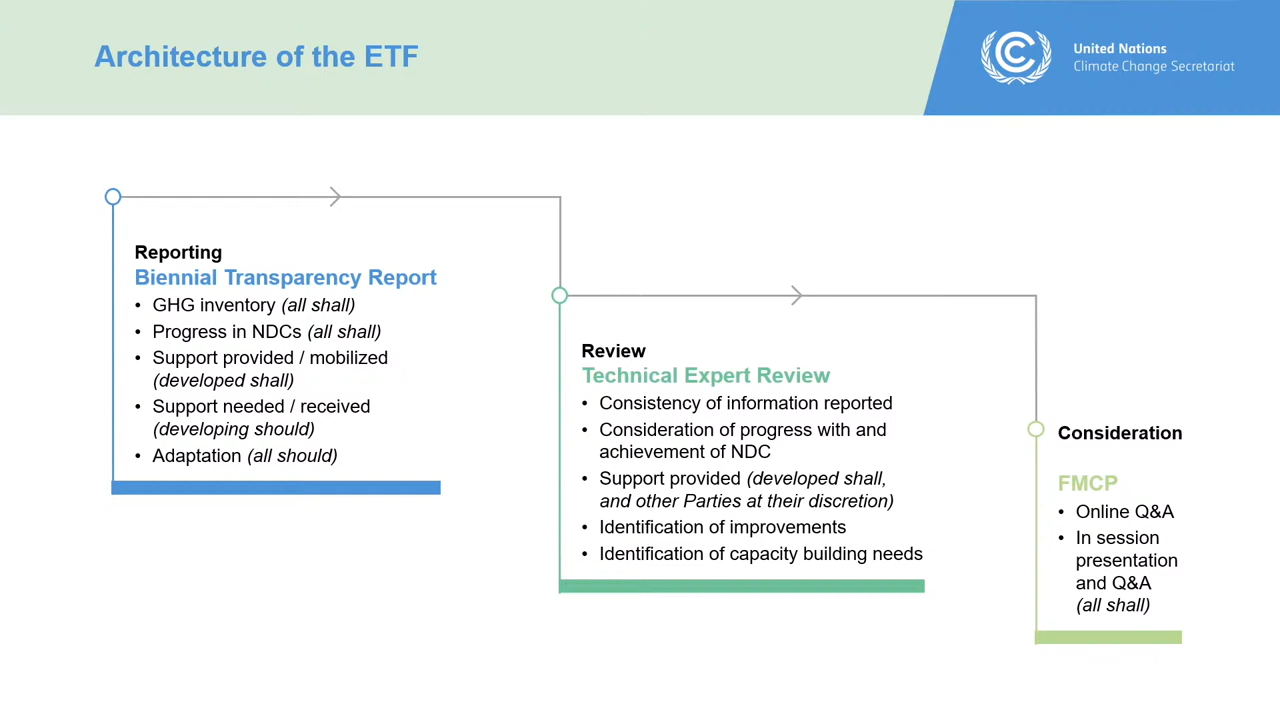 Architecture of the ETF
United Nations
Climate Change Secretariat
Reporting
Biennial Transparency Report
• GHG inventory (all shall)
• Progress in NDCs (all shall)
• Support provided / mobilized
(developed shall)
• Support needed / received
(developing should)
• Adaptation (all should)
Review
Technical Expert Review
• Consistency of information reported
• Consideration of progress with and
achievement of NDC
• Support provided (developed shall,
and other Parties at their discretion)
• Identification of improvements
• Identification of capacity building needs
Consideration
FMCP
• Online Q&A
• In session
presentation
and Q&A
(all shall)